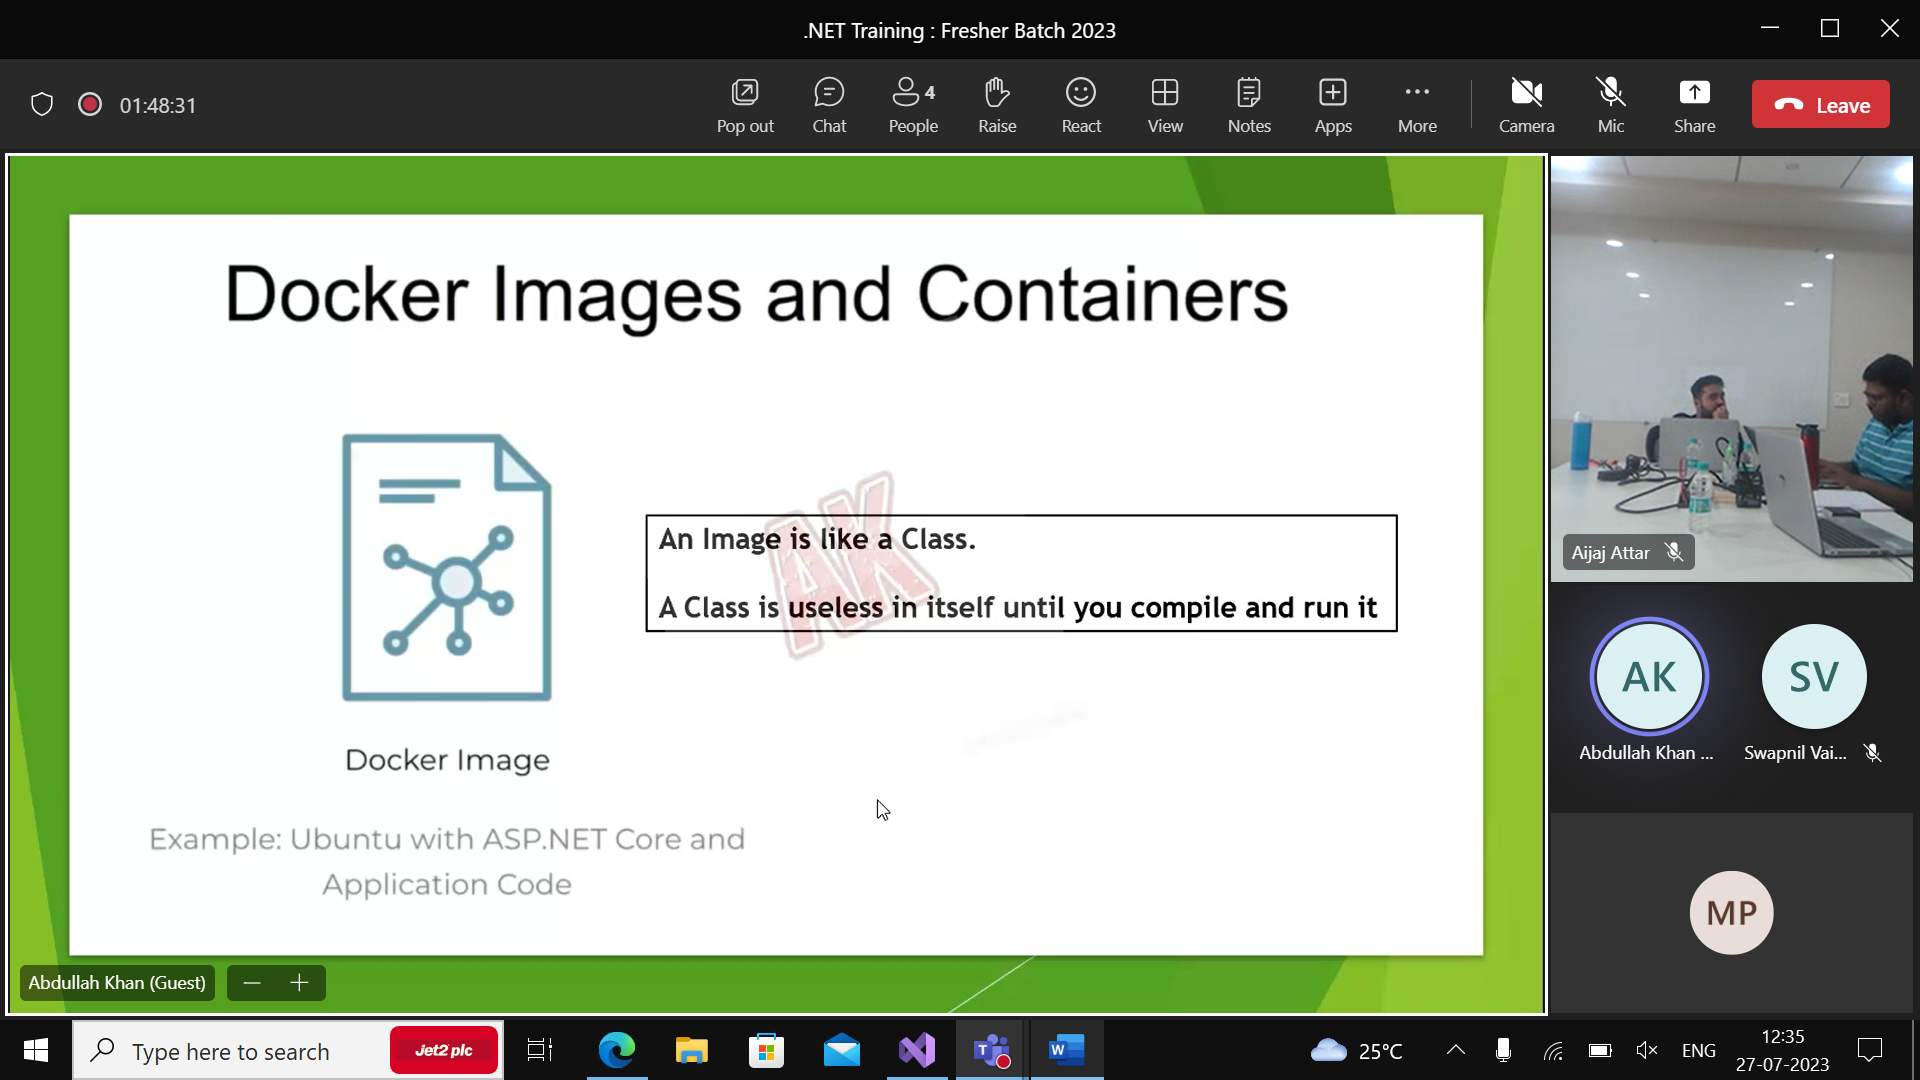 .NET Training : Fresher Batch 2023
01:48:31
Pop out
Chat
4
People
Raise
React
View
Notes
Apps
More
Camera
Mic
Share
Leave
Docker Images and Containers
AK
An Image is like a Class.
A Class is useless in itself until you compile and run it
Docker Image
Example: Ubuntu with ASP.NET Core and
Application Code
Abdullah Khan (Guest)
Aijaj Attar
AK
Abdullah Khan ...
SV
Swapnil Vai...
MP
Type here to search
Jet2 plc
T
W
25°C
ENG
12:35
27-07-2023